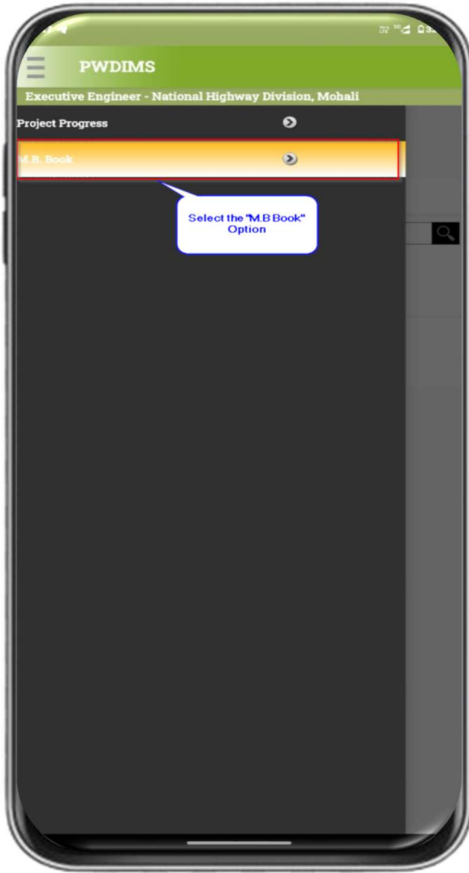 PWDIMS
Executive Engineer - National Highway Division, Mohali
Project Progress
M.B. Book
Select the "M.B Book"
Option